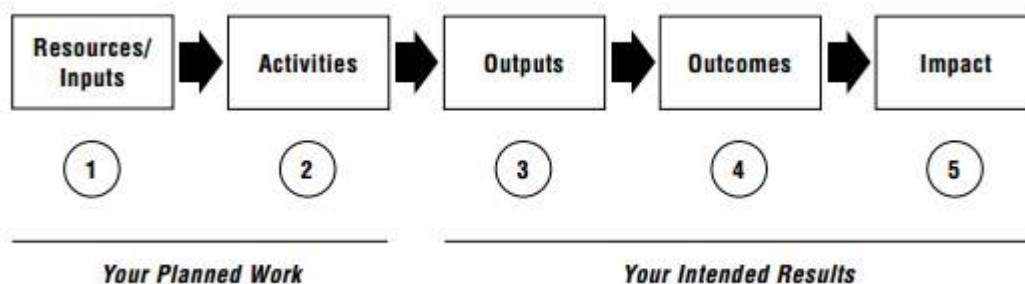 Resources/
Inputs
Activities
Outputs
Outcomes
Impact
1
2
3
4
5
Your Planned Work
Your Intended Results